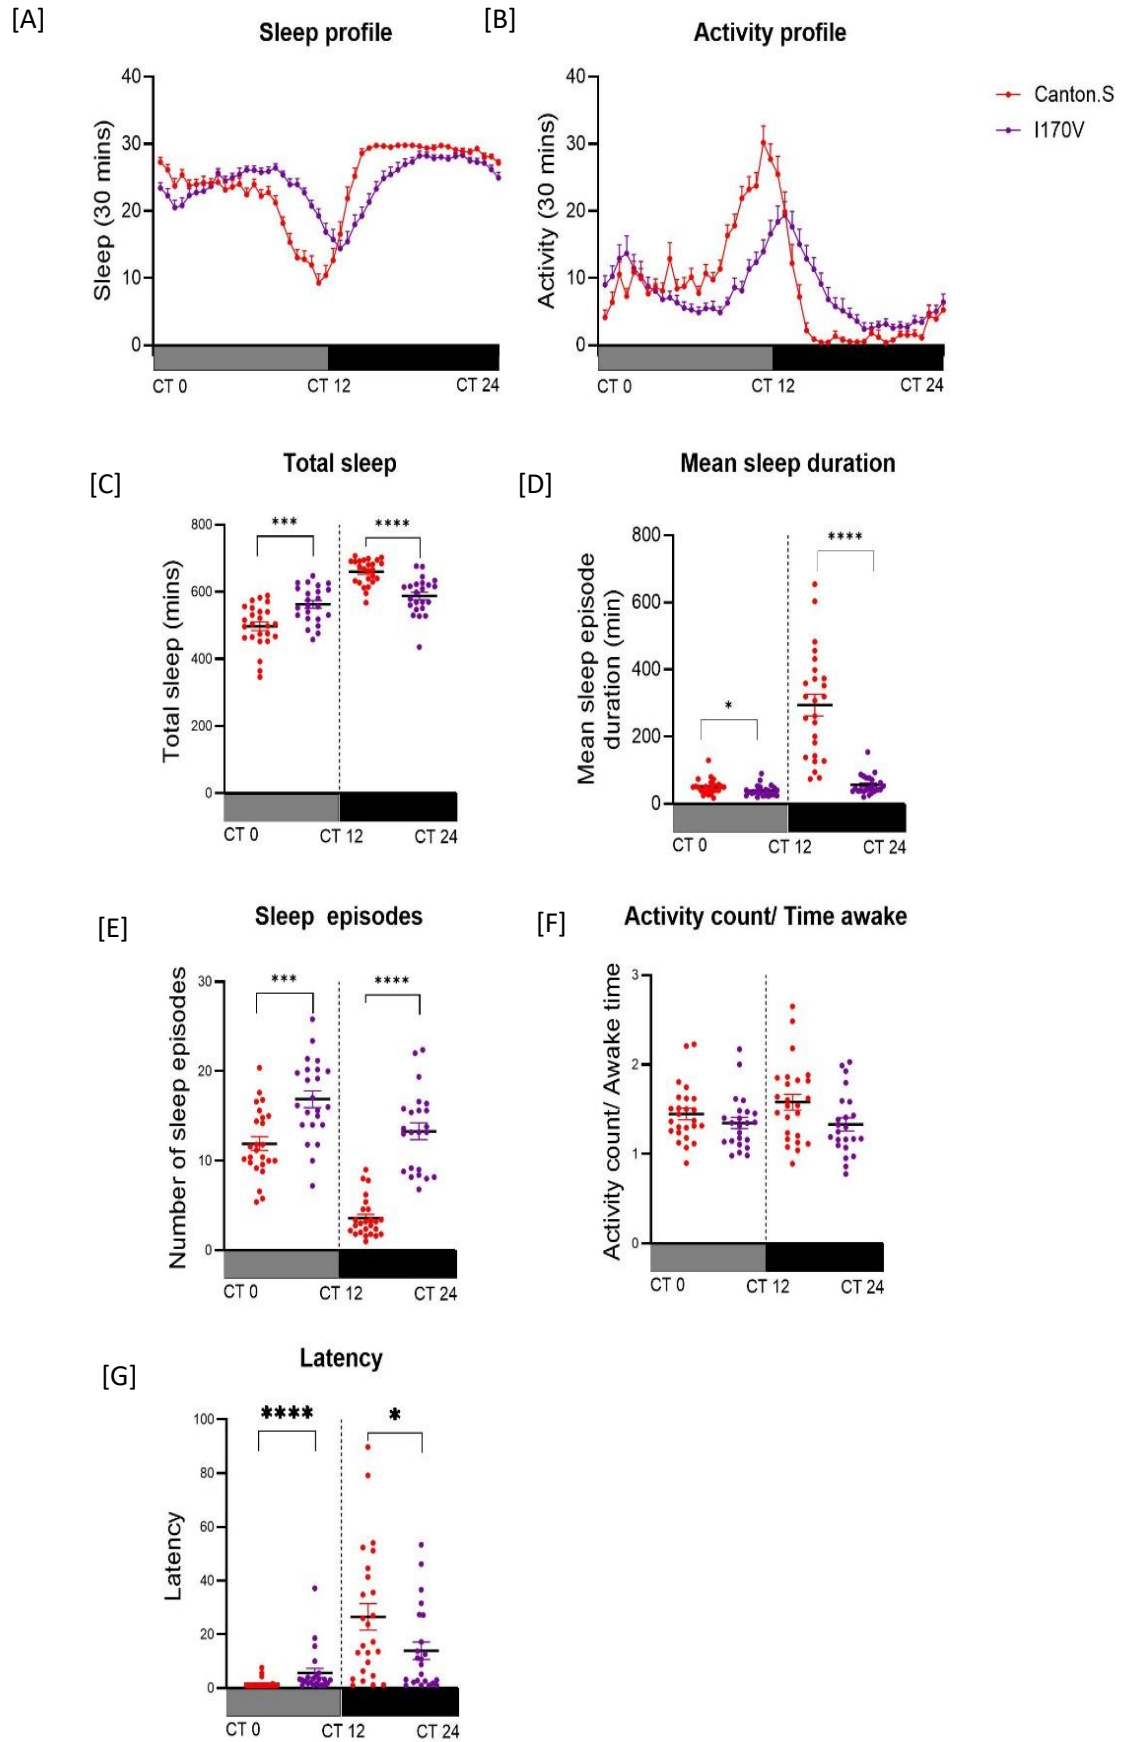 [A]
Sleep profile
[B]
Activity profile
Sleep (30 mins)
40
30
20
10
0
CT 0
CT 12
CT 24
Activity (30 mins)
40
30
20
10
0
CT 0
CT 12
CT 24
Canton.S
I170V
[C]
Total sleep
Total sleep (mins)
800
600
400
200
0
***
****
CT 0
CT 12
CT 24
[D]
Mean sleep duration
Mean sleep episode
duration (min)
800
600
400
200
0
*
****
CT 0
CT 12
CT 24
[E]
Sleep episodes
Number of sleep episodes
30
20
10
0
***
****
CT 0
CT 12
CT 24
[F]
Activity count/ Time awake
Activity count/ Awake time
3
2
1
0
CT 0
CT 12
CT 24
[G]
Latency
Latency
100
80
60
40
20
0
****
*
CT 0
CT 12
CT 24